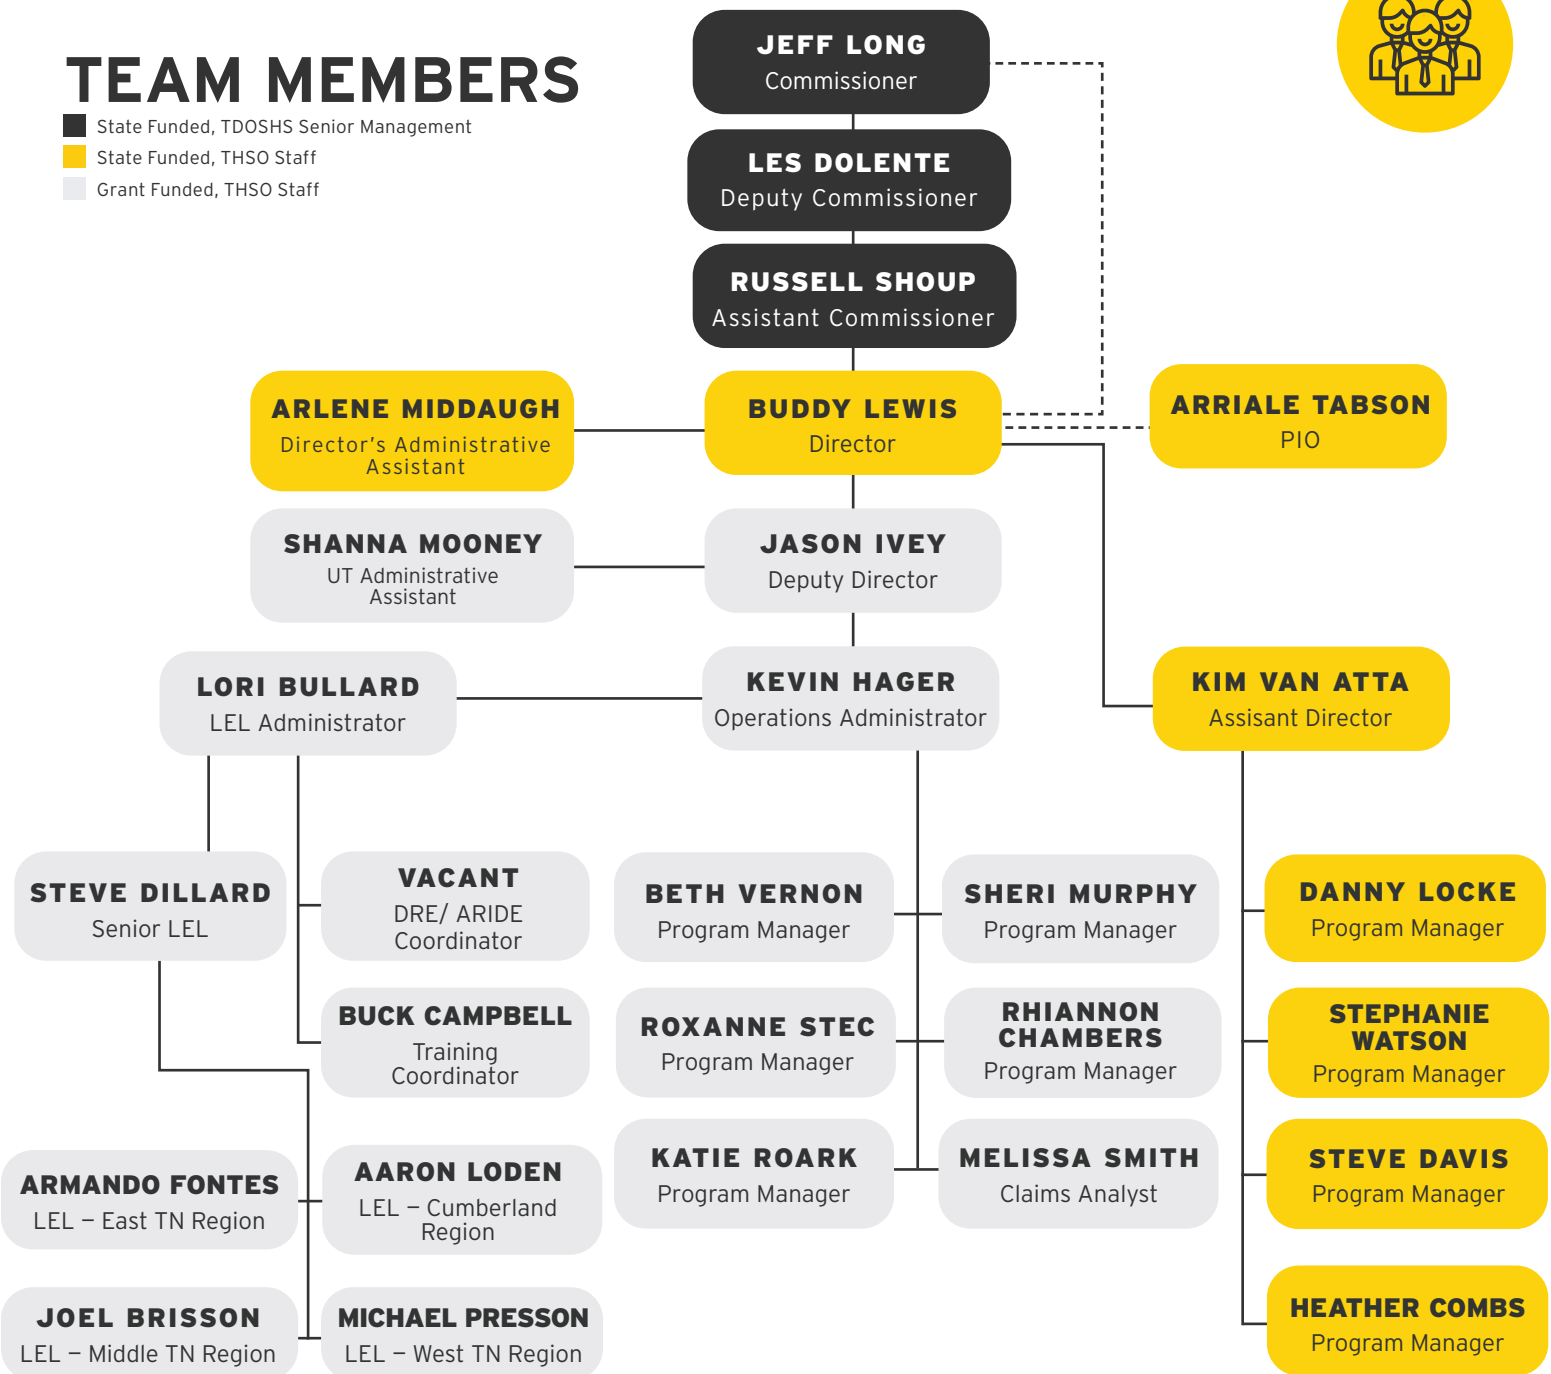 TEAM MEMBERS
State Funded, TDOSHS Senior Management
State Funded, THSO Staff
Grant Funded, THSO Staff
JEFF LONG
Commissioner
LES DOLENTE
Deputy Commissioner
RUSSELL SHOUP
Assistant Commissioner
ARLENE MIDDAUGH
Director's Administrative
Assistant
BUDDY LEWIS
Director
ARRIALE TABSON
PIO
SHANNA MOONEY
UT Administrative
Assistant
JASON IVEY
Deputy Director
LORI BULLARD
LEL Administrator
KEVIN HAGER
Operations Administrator
KIM VAN ATTA
Assisant Director
STEVE DILLARD
Senior LEL
VACANT
DRE/ ARIDE
Coordinator
BETH VERNON
Program Manager
SHERI MURPHY
Program Manager
DANNY LOCKE
Program Manager
BUCK CAMPBELL
Training
Coordinator
ROXANNE STEC
Program Manager
RHIANNON
CHAMBERS
Program Manager
STEPHANIE
WATSON
Program Manager
ARMANDO FONTES
LEL – East TN Region
AARON LODEN
LEL – Cumberland
Region
KATIE ROARK
Program Manager
MELISSA SMITH
Claims Analyst
STEVE DAVIS
Program Manager
JOEL BRISSON
LEL – Middle TN Region
MICHAEL PRESSON
LEL – West TN Region
HEATHER COMBS
Program Manager